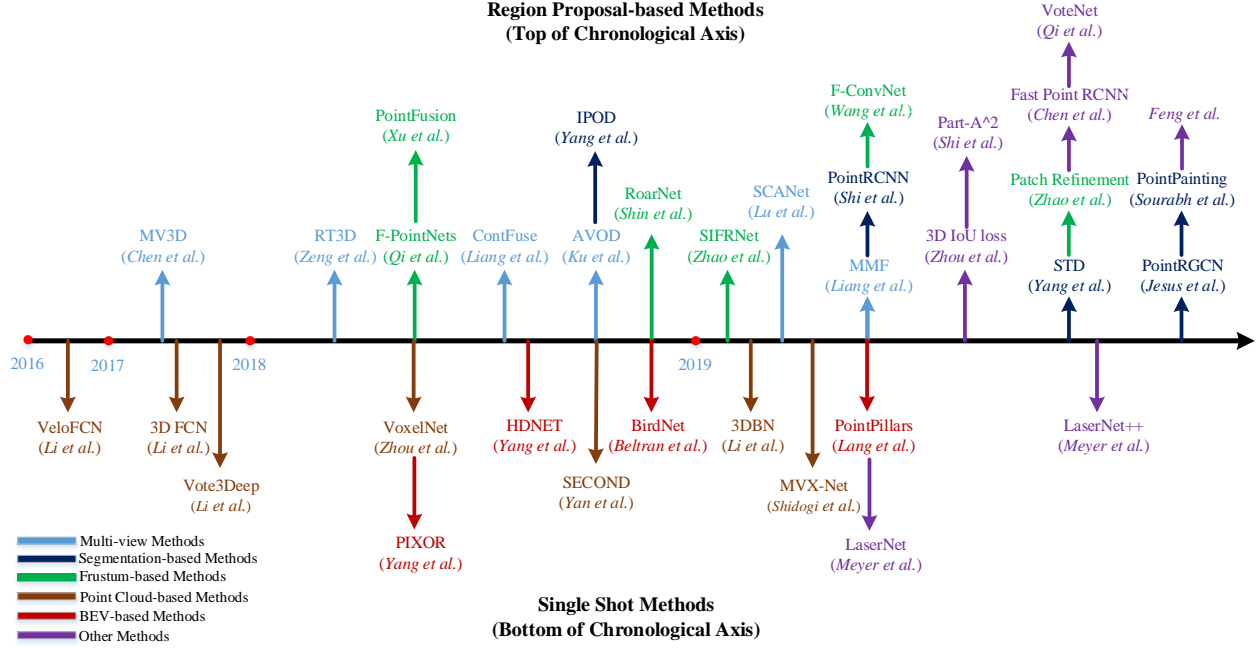 Region Proposal-based Methods
(Top of Chronological Axis)
VoteNet
(Qi et al.)
F-ConvNet
(Wang et al.)
Fast Point RCNN
(Chen et al.)
PointFusion
(Xu et al.)
IPOD
(Yang et al.)
Part-A^2
(Shi et al.)
Feng et al.
RoarNet
(Shin et al.)
SCANet
(Lu et al.)
PointRCNN
(Shi et al.)
Patch Refinement
(Zhao et al.)
PointPainting
(Sourabh et al.)
MV3D
(Chen et al.)
RT3D
(Zeng et al.)
F-PointNets
(Qi et al.)
ContFuse
(Liang et al.)
AVOD
(Ku et al.)
SIFRNet
(Zhao et al.)
MMF
(Liang et al.)
3D IoU loss
(Zhou et al.)
STD
(Yang et al.)
PointRGCN
(Jesus et al.)
2016
2017
2018
2019
VeloFCN
(Li et al.)
3D FCN
(Li et al.)
VoxelNet
(Zhou et al.)
HDNET
(Yang et al.)
BirdNet
(Beltran et al.)
3DBN
(Li et al.)
PointPillars
(Lang et al.)
LaserNet++
(Meyer et al.)
Vote3Deep
(Li et al.)
SECOND
(Yan et al.)
MVX-Net
(Shidogi et al.)
PIXOR
(Yang et al.)
LaserNet
(Meyer et al.)
Multi-view Methods
Segmentation-based Methods
Frustum-based Methods
Point Cloud-based Methods
BEV-based Methods
Other Methods
Single Shot Methods
(Bottom of Chronological Axis)